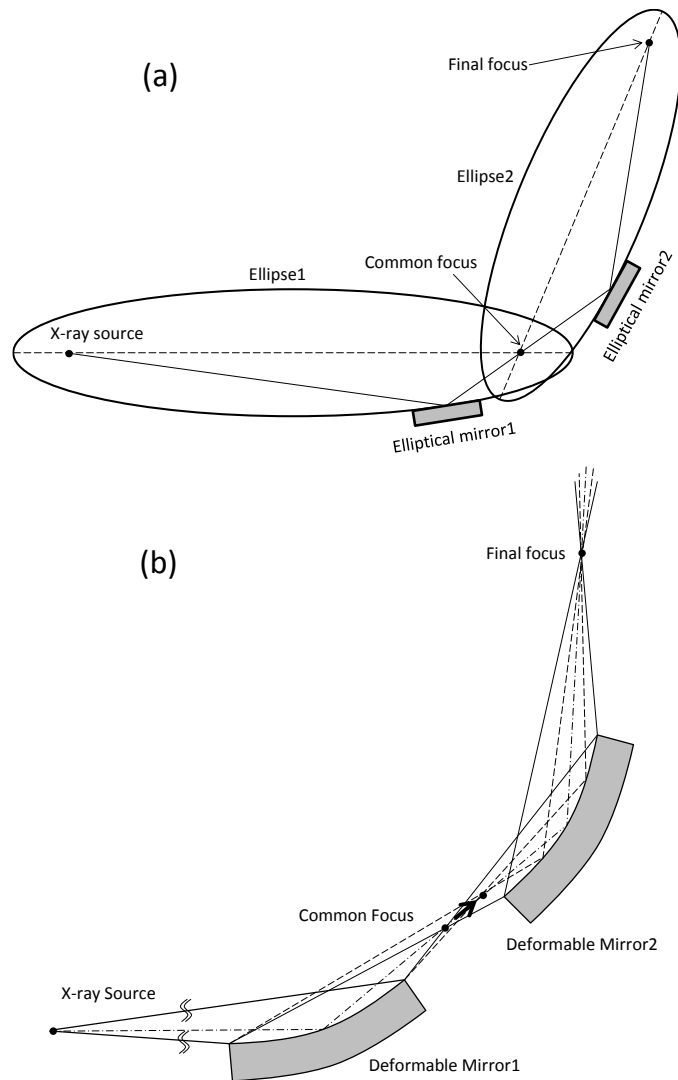 (a)
Final focus
Ellipse2
Common focus
Ellipse1
X-ray source
Elliptical mirror2
Elliptical mirror1
(b)
Final focus
Common Focus
Deformable Mirror2
X-ray Source
Deformable Mirror1